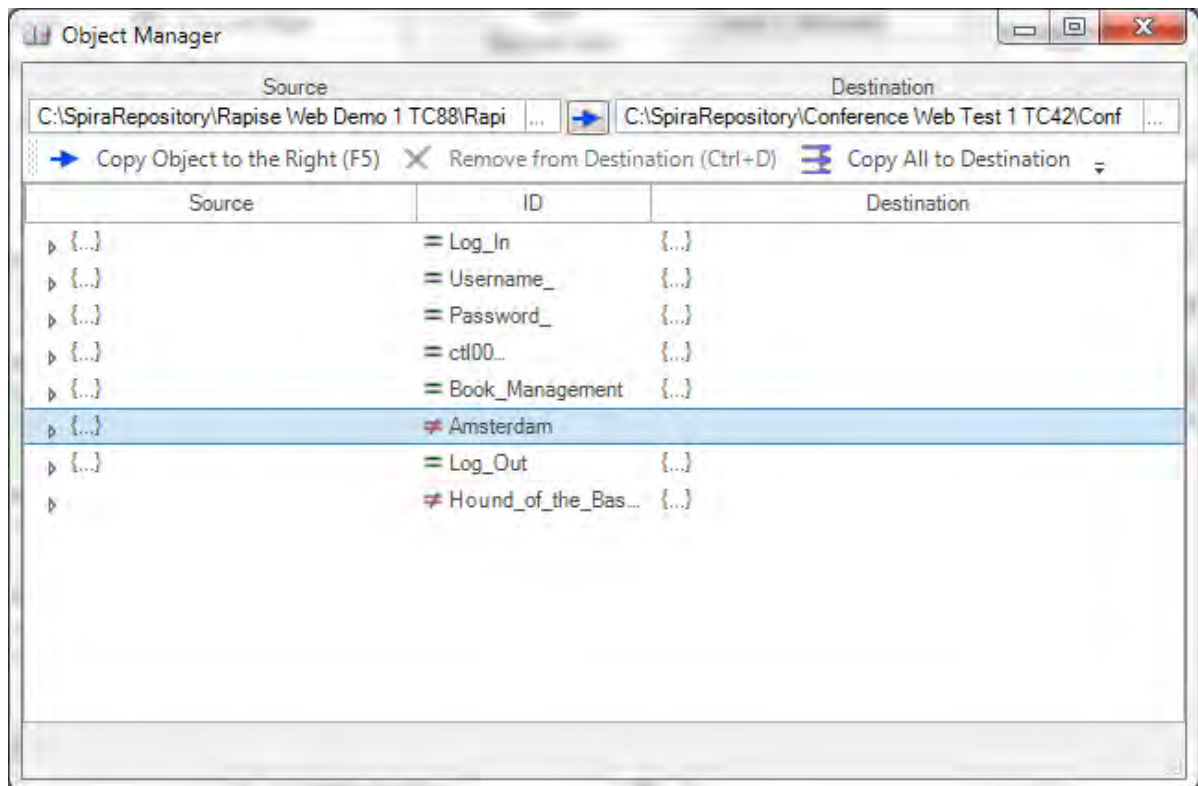 Object Manager
Source Destination
C:\SpiraRepository\Rapise Web Demo 1 TC88\Rapi ... C:\SpiraRepository\Conference Web Test 1 TC42\Conf ...
Copy Object to the Right (F5) Remove from Destination (Ctrl+D) Copy All to Destination
Source ID Destination
{...} = Log_In {...}
{...} = Username_ {...}
{...} = Password_ {...}
{...} = ctl00... {...}
{...} = Book_Management {...}
{...} ≠ Amsterdam
{...} = Log_Out {...}
≠ Hound_of_the_Bas... {...}